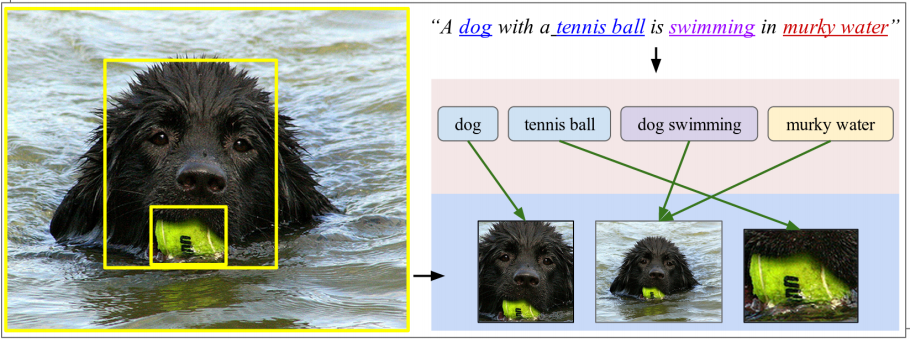 “A dog with a tennis ball is swimming in murky water”
dog
tennis ball
dog swimming
murky water